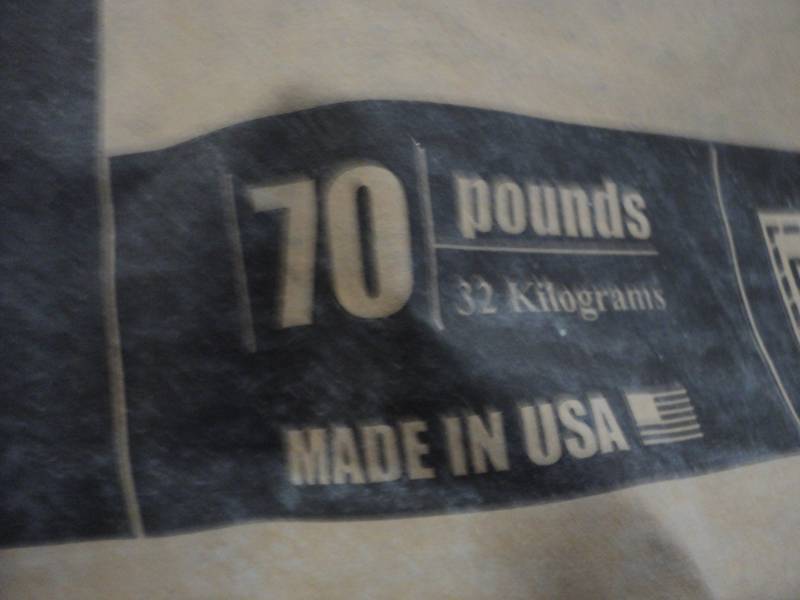 70 pounds
32 Kilograms
MADE IN USA